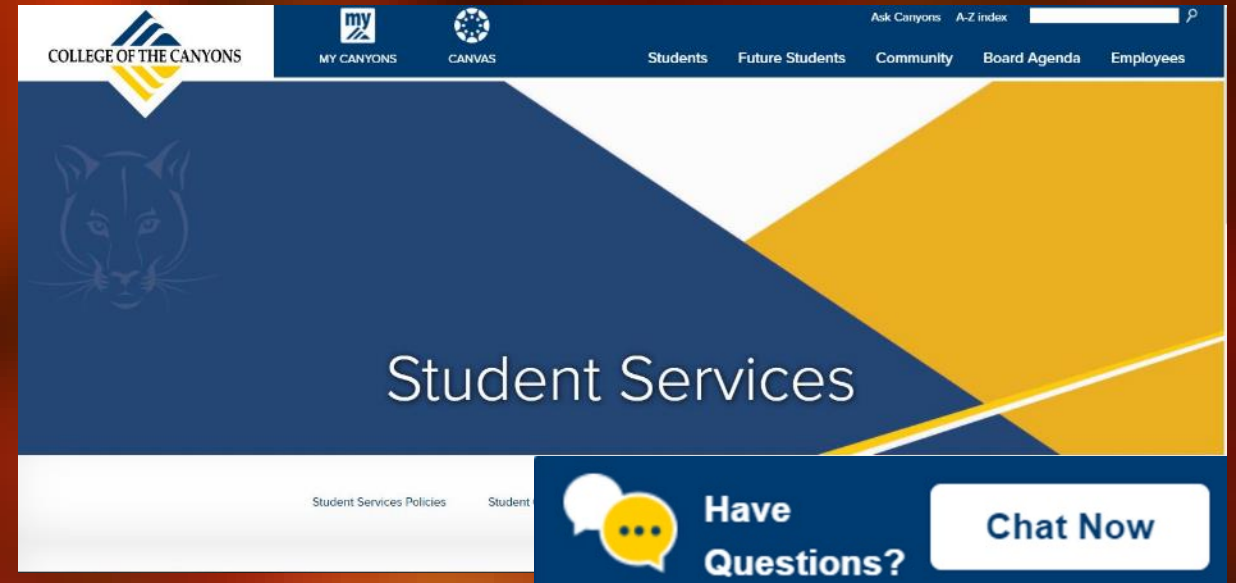 my
Ask Canyons A-Z index
COLLEGE OF THE CANYONS
MY CANYONS CANVAS
Students Future Students Community Board Agenda Employees
Student Services
Student Services Policies Student
Have
Questions?
Chat Now